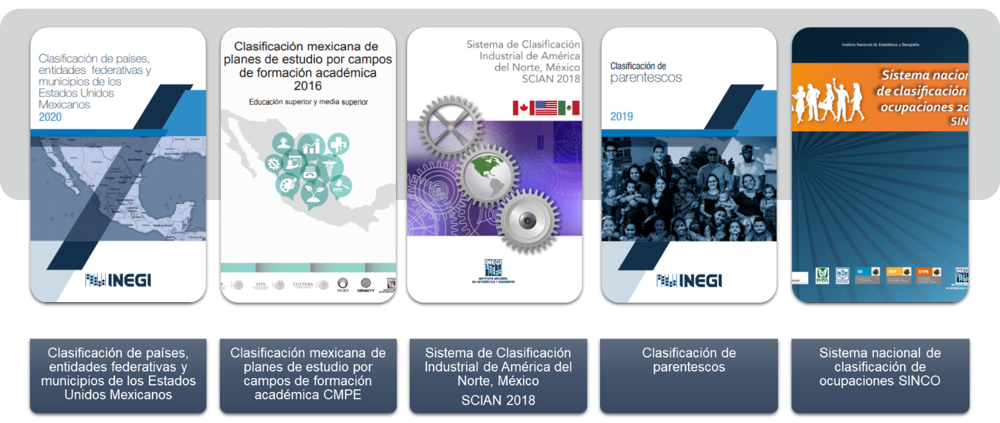 Clasificación de países,
entidades federativas y
municipios de los
Estados Unidos
Mexicanos
2020
INEGI
Clasificación mexicana de
planes de estudio por campos
de formación académica
2016
Educación superior y media superior
STPS
CULTURA
ANUIES
CONACYT
Sistema de Clasificación
Industrial de América
del Norte, México
SCIAN 2018
INEGI
INSTITUTO NACIONAL
DE ESTADÍSTICA Y GEOGRAFÍA
Clasificación de
parentescos
2019
INEGI
Instituto Nacional de Estadística y Geografía
Sistema nacion
de clasificación
ocupaciones 20
SIN
IMSS
SE
SEP
STPS
INEG
Clasificación de países,
entidades federativas y
municipios de los Estados
Unidos Mexicanos
Clasificación mexicana de
planes de estudio por
campos de formación
académica CMPE
Sistema de Clasificación
Industrial de América del
Norte, México
SCIAN 2018
Clasificación de
parentescos
Sistema nacional de
clasificación de
ocupaciones SINCO